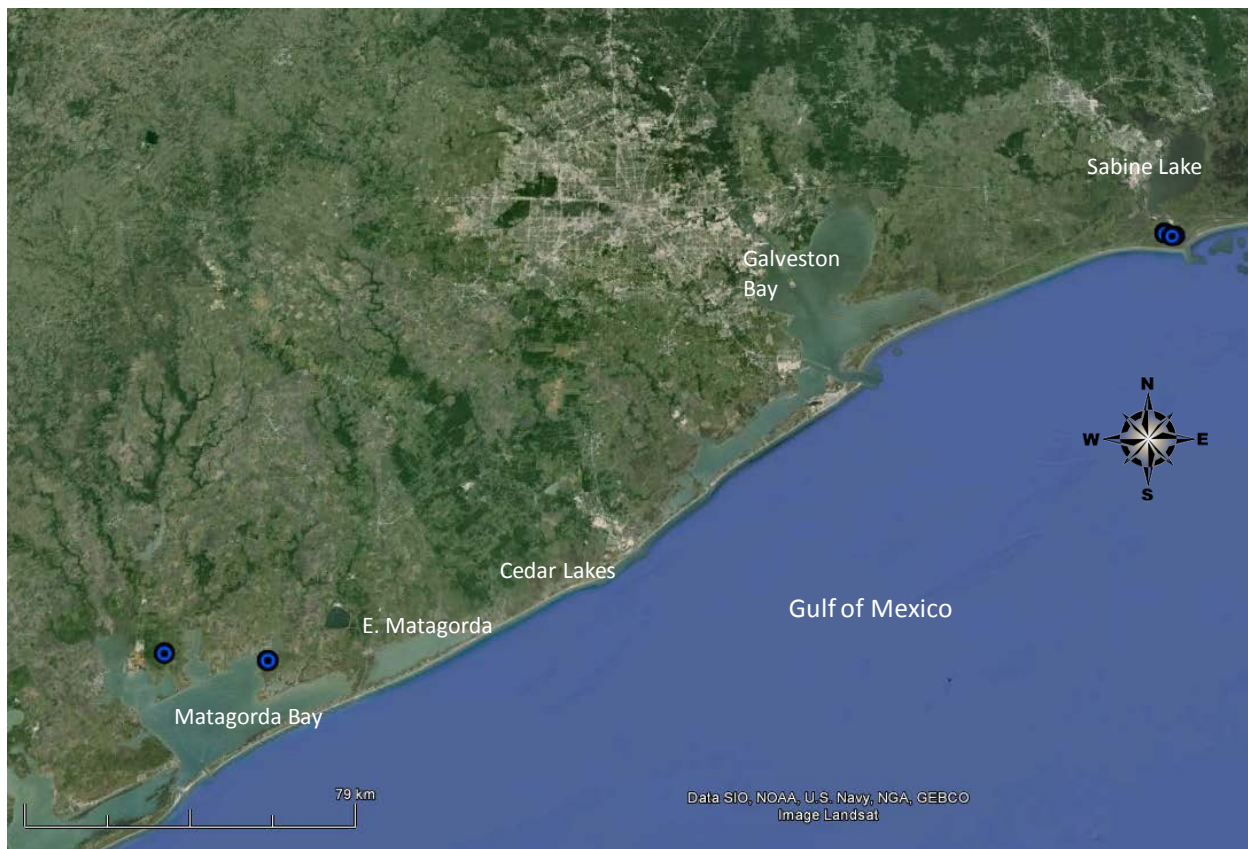 Sabine Lake
Galveston
Bay
N
W E
S
Cedar Lakes
Gulf of Mexico
E. Matagorda
Matagorda Bay
79 km
Data SIO, NOAA, U.S. Navy, NGA, GEBCO
Image Landsat